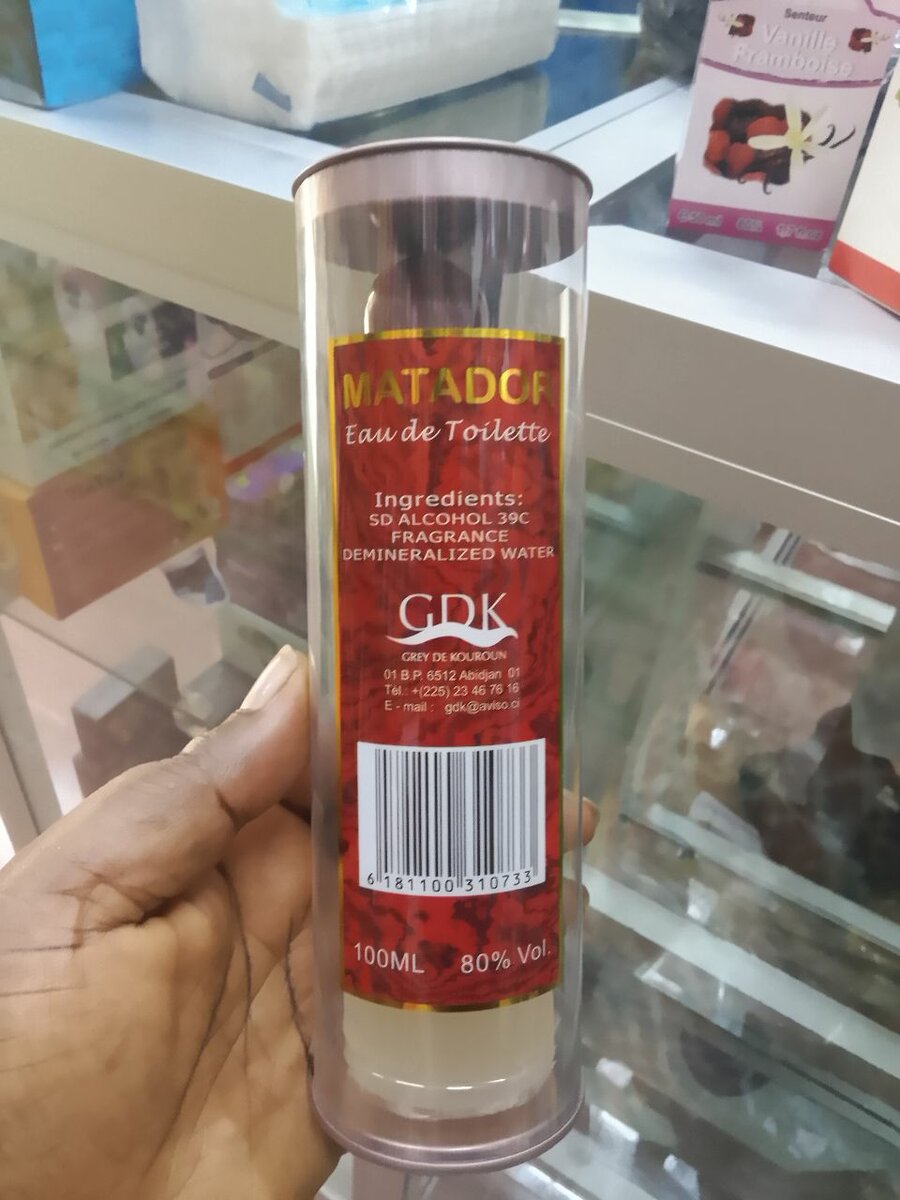 Senteur
Vanille
Framboise
MATADOR
Eau de Toilette
Ingredients:
SD ALCOHOL 39C
FRAGRANCE
DEMINERALIZED WATER
GDK
GREY DE KOUROUN
01 B.P. 6512 Abidjan 01
Tél.: +(225) 23 46 76 16
E - mail : gdk@aviso.ci
6 181100 310733
100ML 80% Vol.